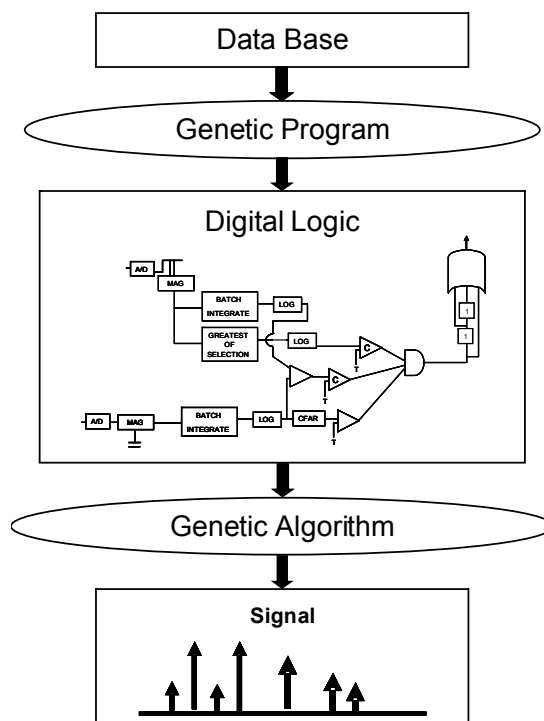 Data Base
Genetic Program
Digital Logic
A/D
MAG
BATCH
INTEGRATE
LOG
GREATEST
OF
SELECTION
LOG
C
T
C
T
1
1
A/D
MAG
BATCH
INTEGRATE
LOG
CFAR
T
Genetic Algorithm
Signal